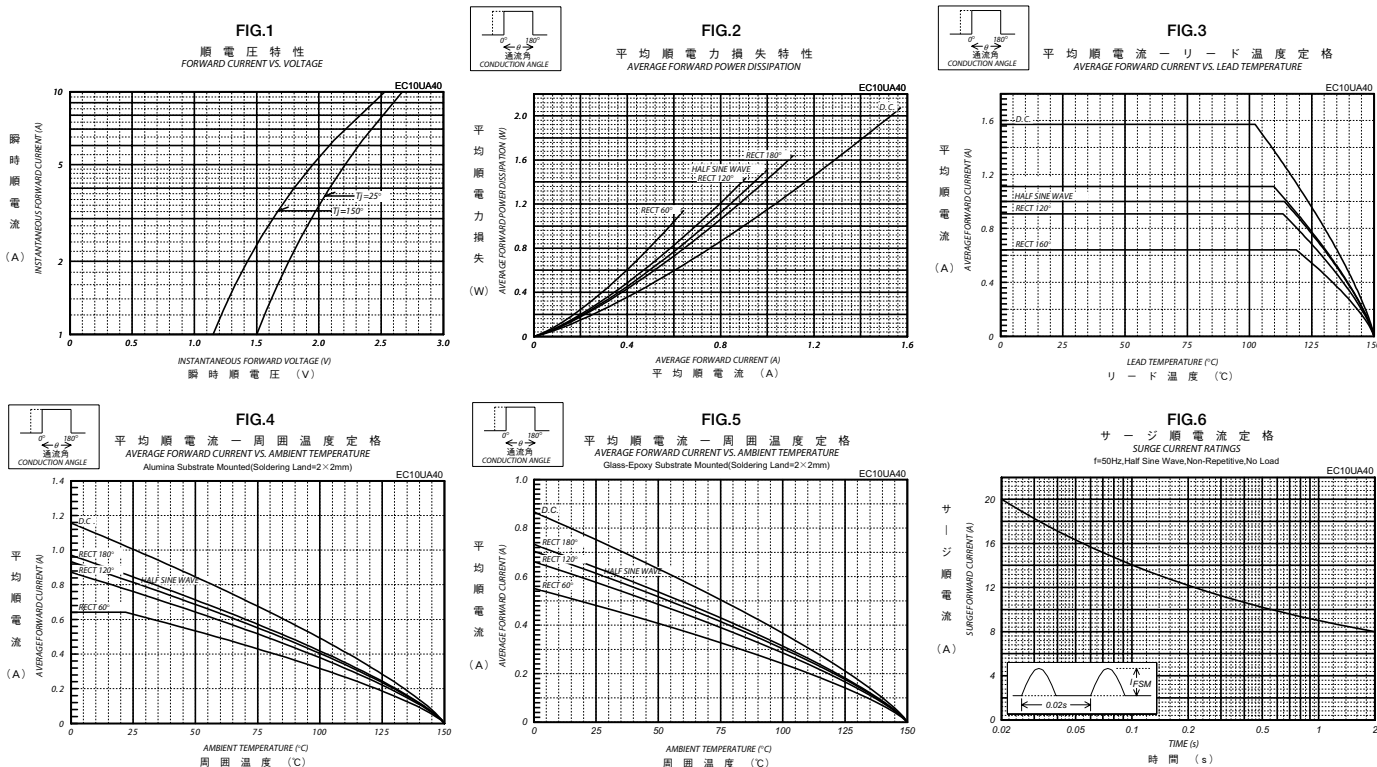 FIG.1
順電圧特性
FORWARD CURRENT VS. VOLTAGE
EC10UA40
10
5
2
1
瞬時順電流
(A)
INSTANTANEOUS FORWARD CURRENT (A)
Tj=25°
Tj=150°
0
0.5
1.0
1.5
2.0
2.5
3.0
INSTANTANEOUS FORWARD VOLTAGE (V)
瞬時順電圧 (V)
0° 180°
θ
通流角
CONDUCTION ANGLE
FIG.2
平均順電力損失特性
AVERAGE FORWARD POWER DISSIPATION
EC10UA40
2.0
1.6
1.2
0.8
0.4
0
平均順電力損失
(W)
AVERAGE FORWARD POWER DISSIPATION (W)
D.C.
RECT 180°
HALF SINE WAVE
RECT 120°
RECT 60°
0
0.4
0.8
1.2
1.6
AVERAGE FORWARD CURRENT (A)
平均順電流 (A)
0° 180°
θ
通流角
CONDUCTION ANGLE
FIG.3
平均順電流ーリード温度定格
AVERAGE FORWARD CURRENT VS. LEAD TEMPERATURE
EC10UA40
1.6
1.2
0.8
0.4
0
平均順電流
(A)
AVERAGE FORWARD CURRENT (A)
D.C.
HALF SINE WAVE
RECT 120°
RECT 160°
0
25
50
75
100
125
150
LEAD TEMPERATURE (°C)
リード温度 (℃)
0° 180°
θ
通流角
CONDUCTION ANGLE
FIG.4
平均順電流ー周囲温度定格
AVERAGE FORWARD CURRENT VS. AMBIENT TEMPERATURE
Alumina Substrate Mounted(Soldering Land=2×2mm)
EC10UA40
1.4
1.2
1.0
0.8
0.6
0.4
0.2
0
平均順電流
(A)
AVERAGE FORWARD CURRENT (A)
D.C.
RECT 180°
RECT 120°
HALF SINE WAVE
RECT 60°
0
25
50
75
100
125
150
AMBIENT TEMPERATURE (°C)
周囲温度 (℃)
0° 180°
θ
通流角
CONDUCTION ANGLE
FIG.5
平均順電流ー周囲温度定格
AVERAGE FORWARD CURRENT VS. AMBIENT TEMPERATURE
Glass-Epoxy Substrate Mounted(Soldering Land=2×2mm)
EC10UA40
1.0
0.8
0.6
0.4
0.2
0
平均順電流
(A)
AVERAGE FORWARD CURRENT (A)
D.C.
RECT 180°
RECT 120°
HALF SINE WAVE
RECT 60°
0
25
50
75
100
125
150
AMBIENT TEMPERATURE (°C)
周囲温度 (℃)
FIG.6
サージ順電流定格
SURGE CURRENT RATINGS
f=50Hz,Half Sine Wave,Non-Repetitive,No Load
EC10UA40
20
16
12
8
4
0
サージ順電流
(A)
SURGE FORWARD CURRENT (A)
IFSM
0.02s
0.02
0.05
0.1
0.2
0.5
1
2
TIME (s)
時間 (s)